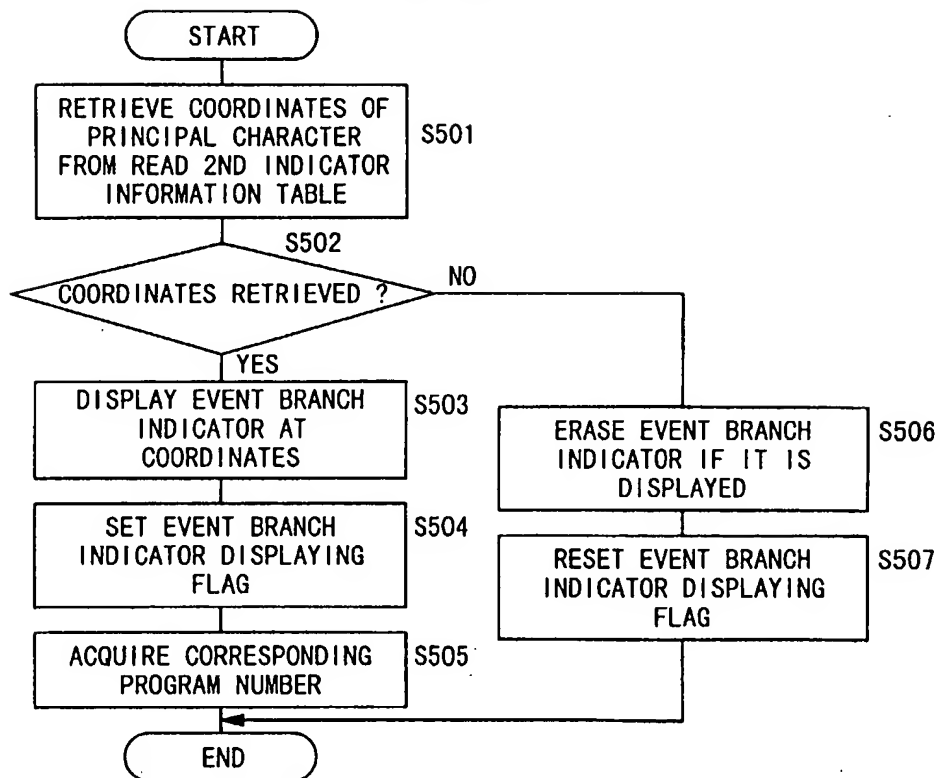 START
RETRIEVE COORDINATES OF
PRINCIPAL CHARACTER
FROM READ 2ND INDICATOR
INFORMATION TABLE
S501
S502
COORDINATES RETRIEVED ?
NO
YES
DISPLAY EVENT BRANCH
INDICATOR AT
COORDINATES
S503
SET EVENT BRANCH
INDICATOR DISPLAYING
FLAG
S504
ACQUIRE CORRESPONDING
PROGRAM NUMBER
S505
ERASE EVENT BRANCH
INDICATOR IF IT IS
DISPLAYED
S506
RESET EVENT BRANCH
INDICATOR DISPLAYING
FLAG
S507
END